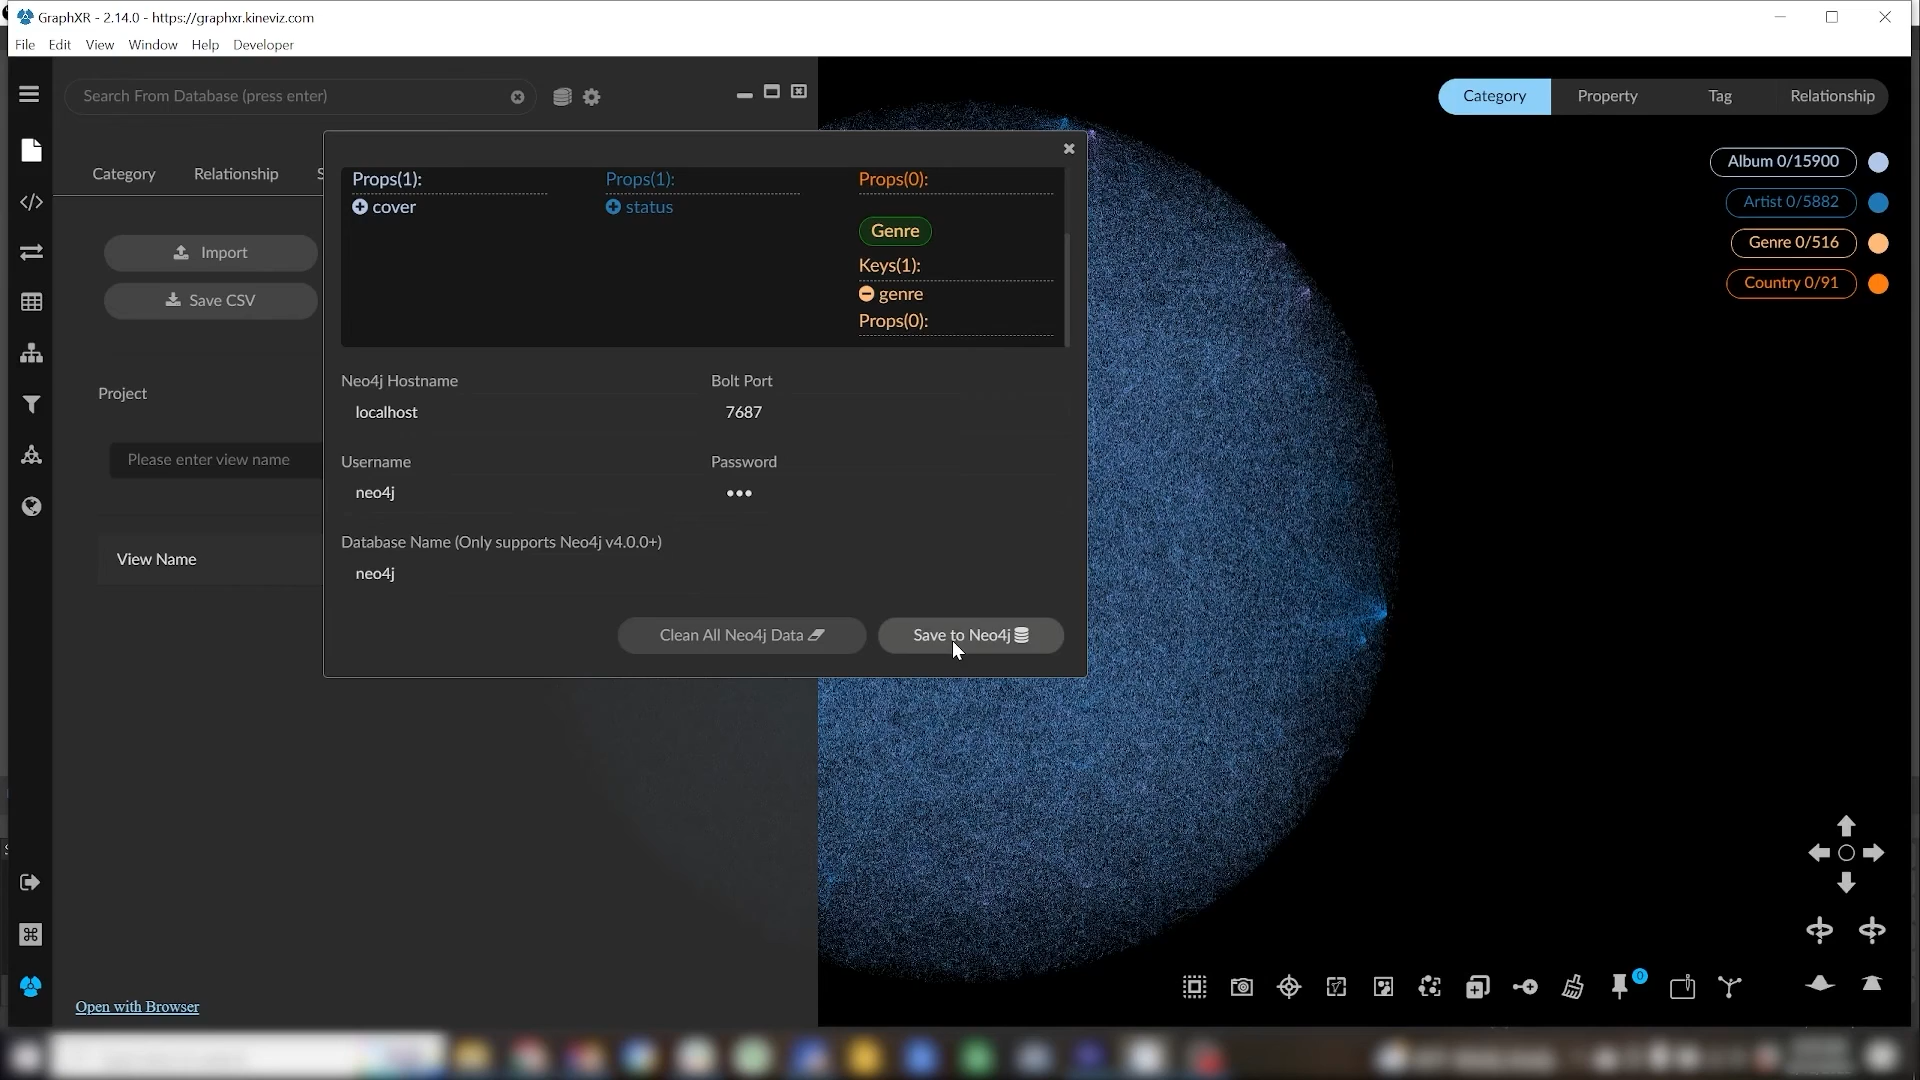 GraphXR - 2.14.0 - https://graphxr.kineviz.com
File Edit View Window Help Developer
Search From Database (press enter)
Category Property Tag Relationship
Category Relationship S
Props(1): Props(1): Props(0):
cover status
Genre
Keys(1):
genre
Props(0):
Album 0/15900
Artist 0/5882
Genre 0/516
Country 0/91
Import
Save CSV
Project
Please enter view name
View Name
Neo4j Hostname Bolt Port
localhost 7687
Username Password
neo4j •••
Database Name (Only supports Neo4j v4.0.0+)
neo4j
Clean All Neo4j Data Save to Neo4j
0
Open with Browser